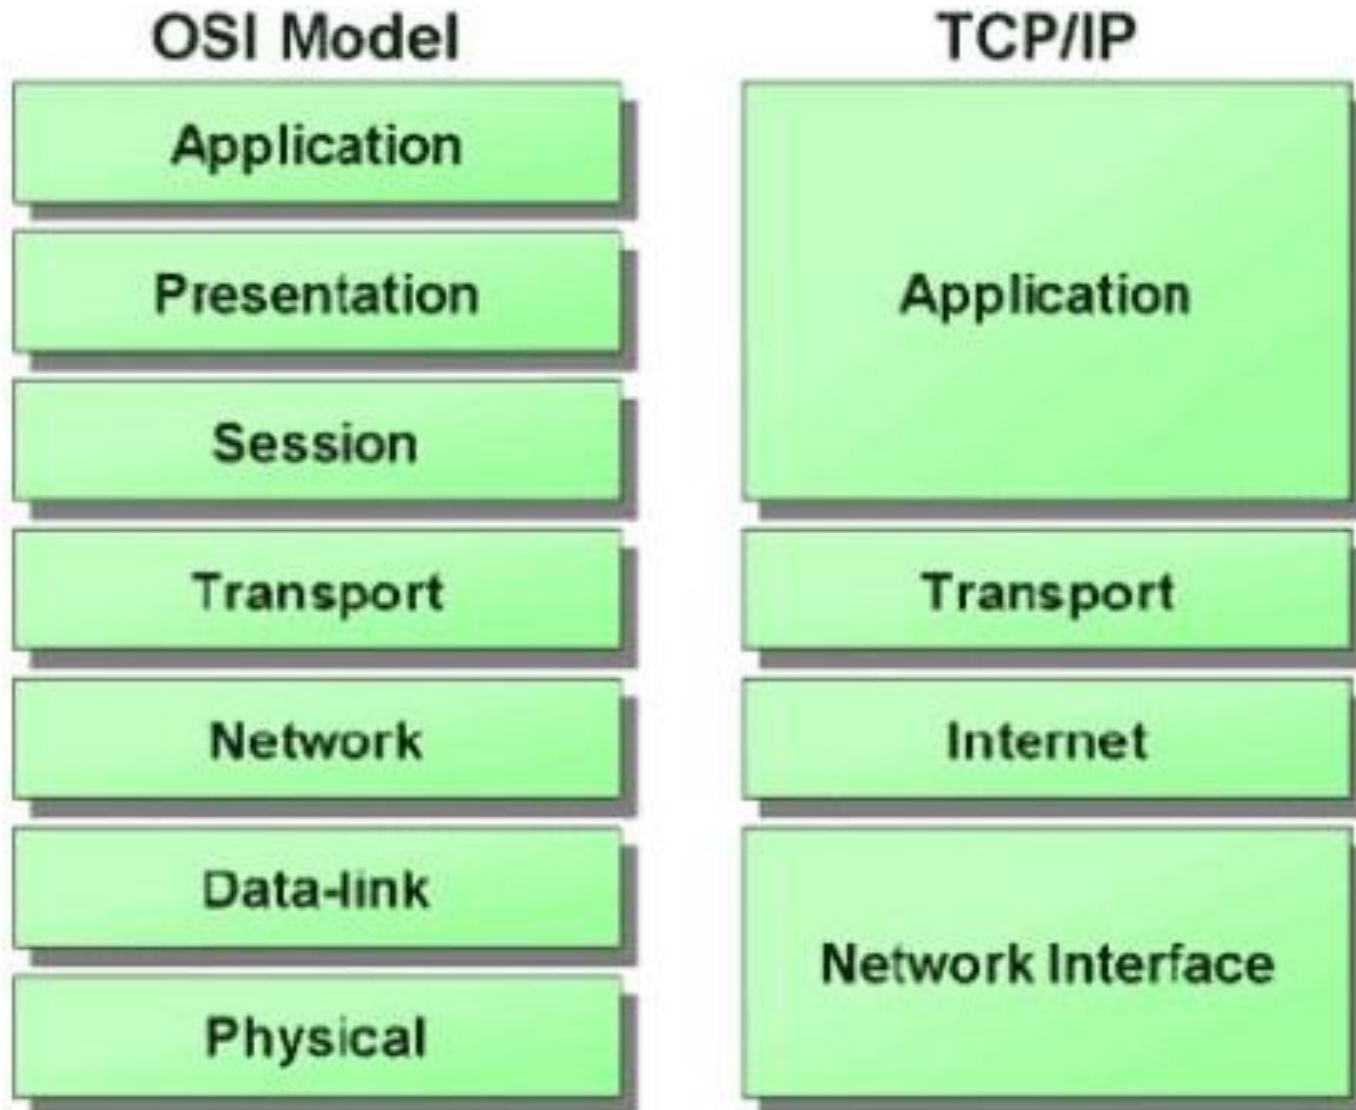 OSI Model
Application
Presentation
Session
Transport
Network
Data-link
Physical
TCP/IP
Application
Transport
Internet
Network Interface